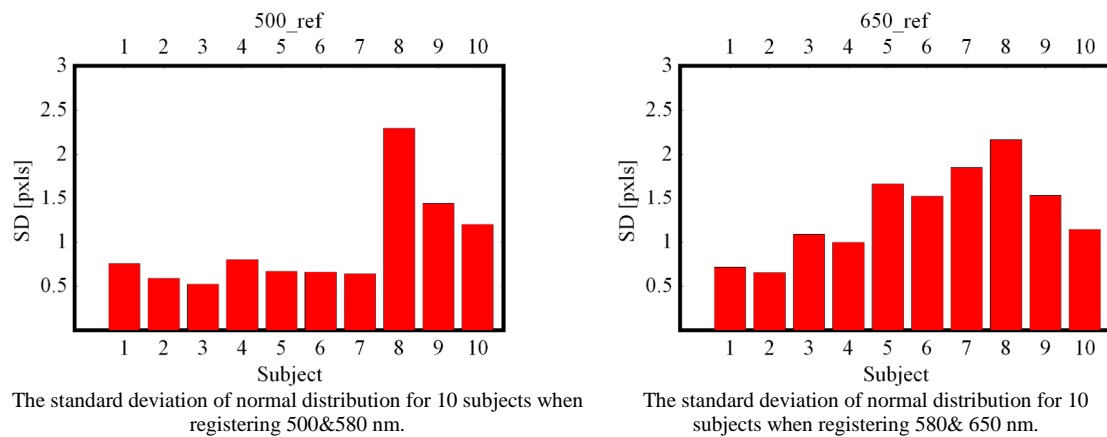 500_ref
1 2 3 4 5 6 7 8 9 10
3
2.5
2
1.5
1
0.5
SD [pxls]
1 2 3 4 5 6 7 8 9 10
Subject
The standard deviation of normal distribution for 10 subjects when
registering 500&580 nm.
650_ref
1 2 3 4 5 6 7 8 9 10
3
2.5
2
1.5
1
0.5
SD [pxls]
1 2 3 4 5 6 7 8 9 10
Subject
The standard deviation of normal distribution for 10
subjects when registering 580& 650 nm.